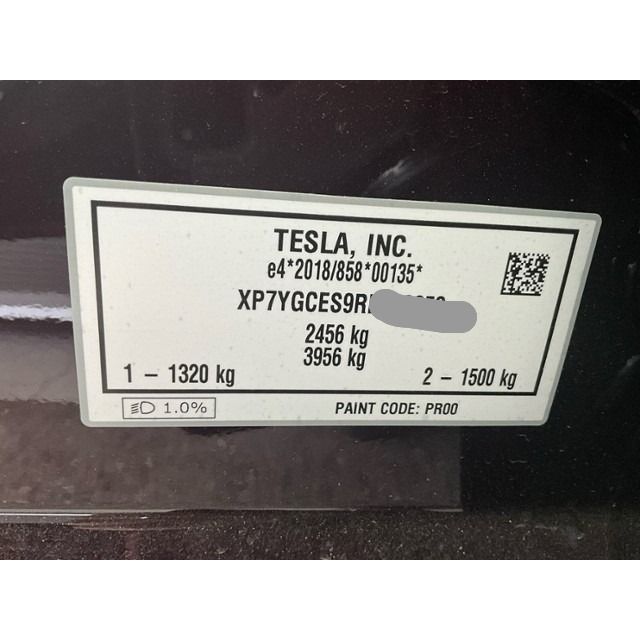 TESLA, INC.
e4*2018/858*00135*
XP7YGCES9R
2456 kg
3956 kg
1 – 1320 kg 2 – 1500 kg
1.0% PAINT CODE: PR00